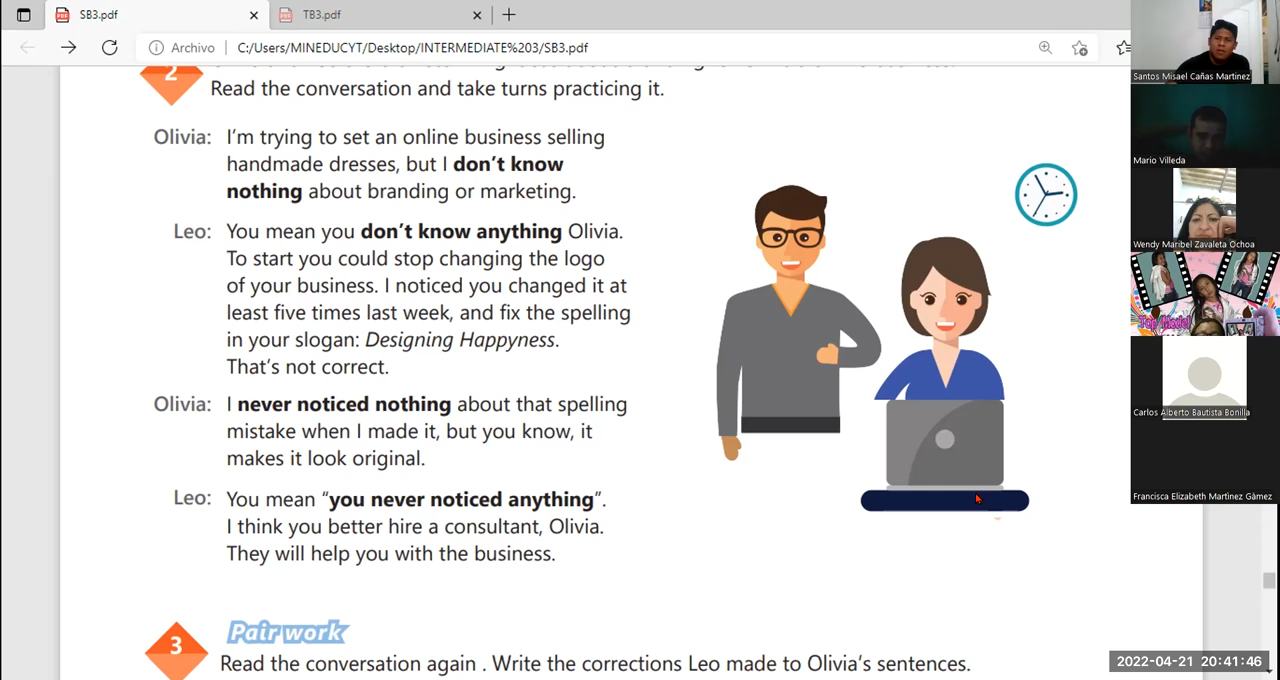 SB3.pdf
TB3.pdf
Archivo
C:/Users/MINEDUCYT/Desktop/INTERMEDIATE%203/SB3.pdf
2
Read the conversation and take turns practicing it.
Olivia: I'm trying to set an online business selling
handmade dresses, but I don't know
nothing about branding or marketing.
Leo: You mean you don't know anything Olivia.
To start you could stop changing the logo
of your business. I noticed you changed it at
least five times last week, and fix the spelling
in your slogan: Designing Happyness.
That's not correct.
Olivia: I never noticed nothing about that spelling
mistake when I made it, but you know, it
makes it look original.
Leo: You mean “you never noticed anything”.
I think you better hire a consultant, Olivia.
They will help you with the business.
3
Pair work
Read the conversation again . Write the corrections Leo made to Olivia's sentences.
Santos Misael Cañas Martinez
Mario Villeda
Wendy Maribel Zavaleta Ochoa
Top Model
Carlos Alberto Bautista Bonilla
Francisca Elizabeth Martìnez Gàmez
2022-04-21 20:41:46